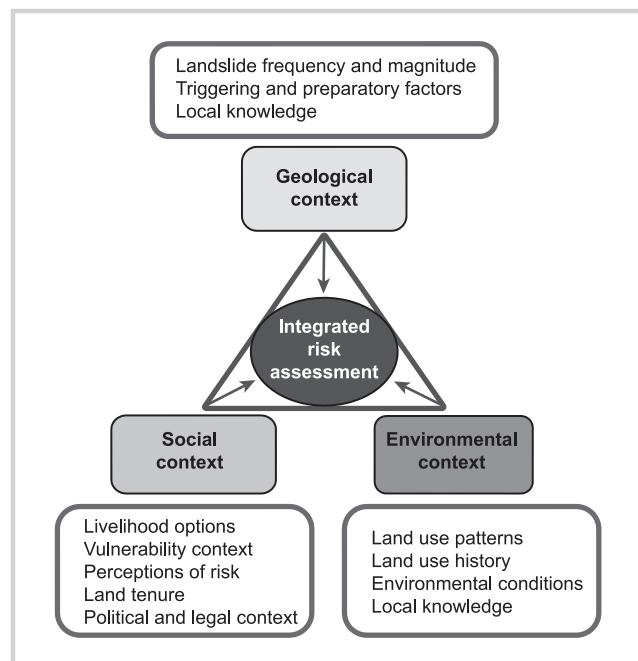 Landslide frequency and magnitude
Triggering and preparatory factors
Local knowledge
Geological
context
Integrated
risk
assessment
Social
context
Environmental
context
Livelihood options
Vulnerability context
Perceptions of risk
Land tenure
Political and legal context
Land use patterns
Land use history
Environmental conditions
Local knowledge